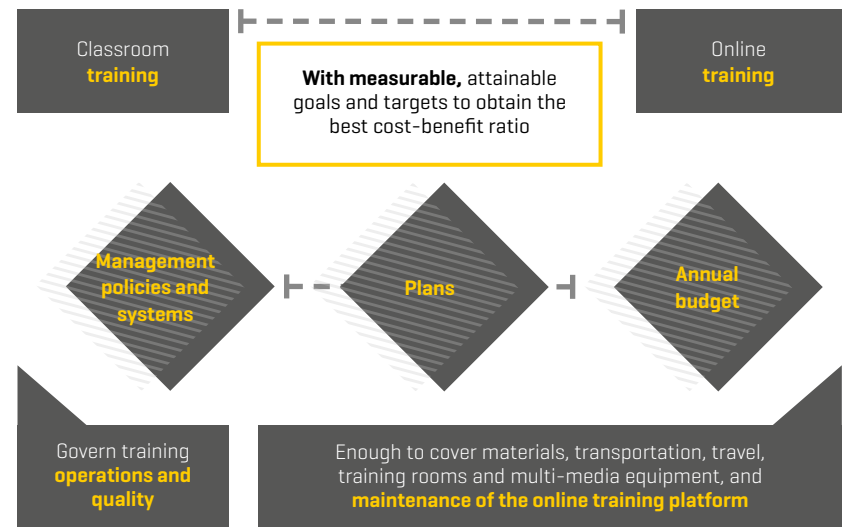 Classroom
training
With measurable, attainable
goals and targets to obtain the
best cost-benefit ratio
Online
training
Management
policies and
systems
Plans
Annual
budget
Govern training
operations and
quality
Enough to cover materials, transportation, travel,
training rooms and multi-media equipment, and
maintenance of the online training platform